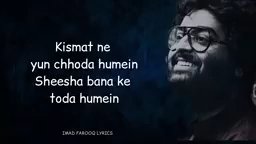 Kismat ne
yun chhoda humein
Sheesha bana ke
toda humein
IMAD FAROOQ LYRICS